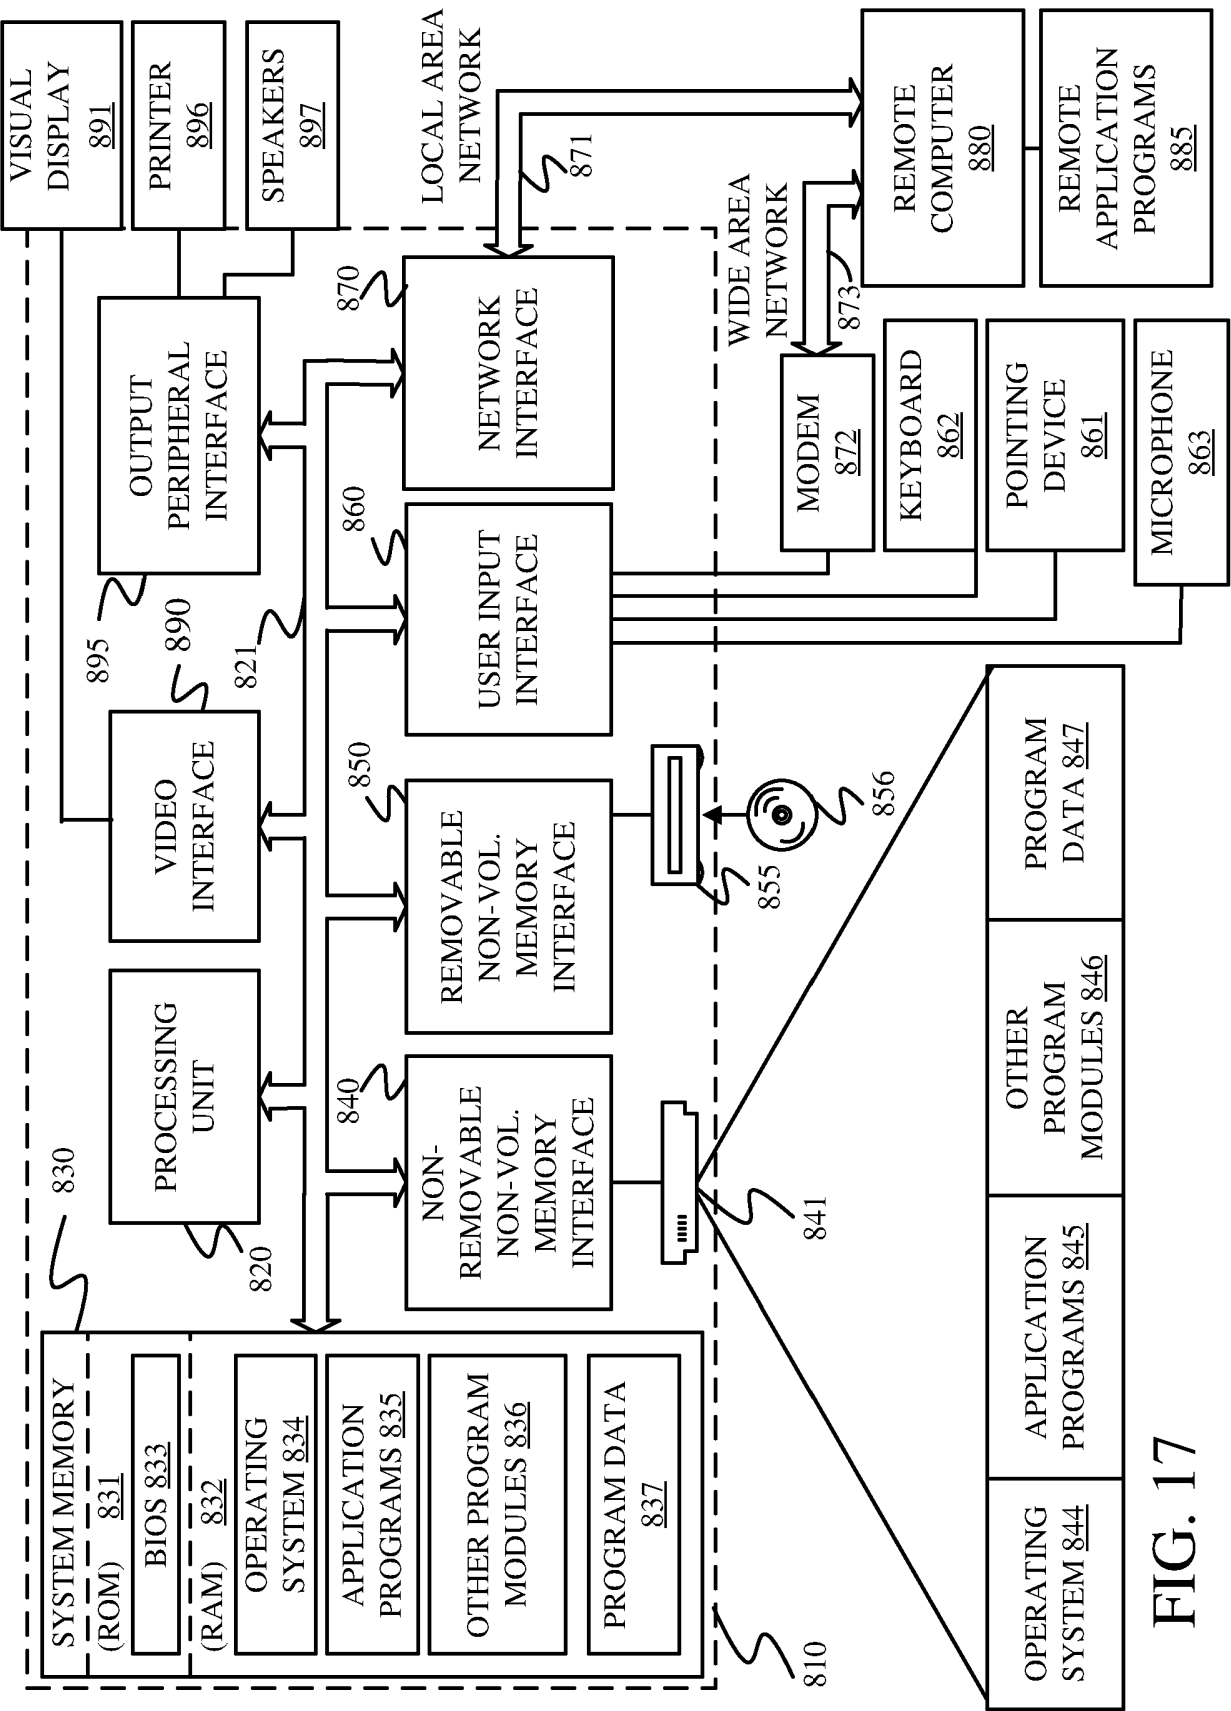 SYSTEM MEMORY
(ROM) 831
BIOS 833
(RAM) 832
OPERATING
SYSTEM 834
APPLICATION
PROGRAMS 835
OTHER PROGRAM
MODULES 836
PROGRAM DATA
837
830
810
PROCESSING
UNIT
820
VIDEO
INTERFACE
890
OUTPUT
PERIPHERAL
INTERFACE
895
821
VISUAL
DISPLAY
891
PRINTER
896
SPEAKERS
897
NON-
REMOVABLE
NON-VOL.
MEMORY
INTERFACE
840
REMOVABLE
NON-VOL.
MEMORY
INTERFACE
850
USER INPUT
INTERFACE
860
NETWORK
INTERFACE
870
LOCAL AREA
NETWORK
871
841
855
856
WIDE AREA
NETWORK
873
MODEM
872
KEYBOARD
862
POINTING
DEVICE
861
MICROPHONE
863
REMOTE
COMPUTER
880
REMOTE
APPLICATION
PROGRAMS
885
OPERATING
SYSTEM 844
APPLICATION
PROGRAMS 845
OTHER
PROGRAM
MODULES 846
PROGRAM
DATA 847
FIG. 17